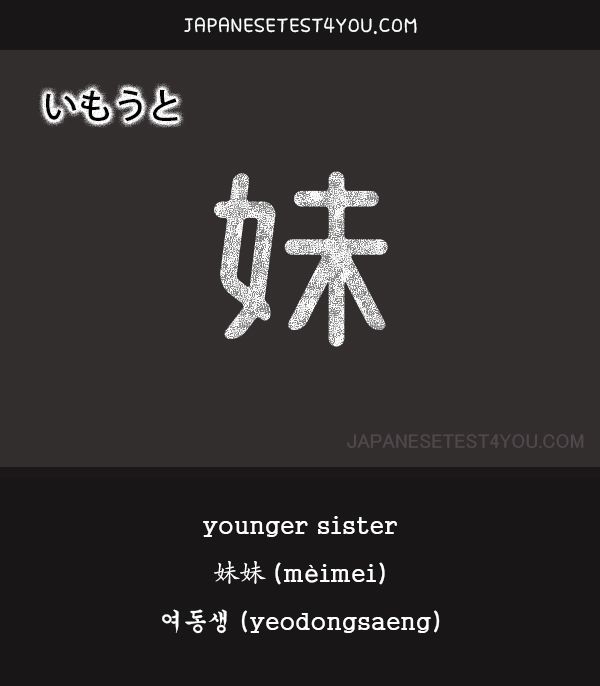 JAPANESETEST4YOU.COM
いもうと
妹
JAPANESETEST4YOU.COM
younger sister
妹妹 (mèimei)
여동생 (yeodongsaeng)